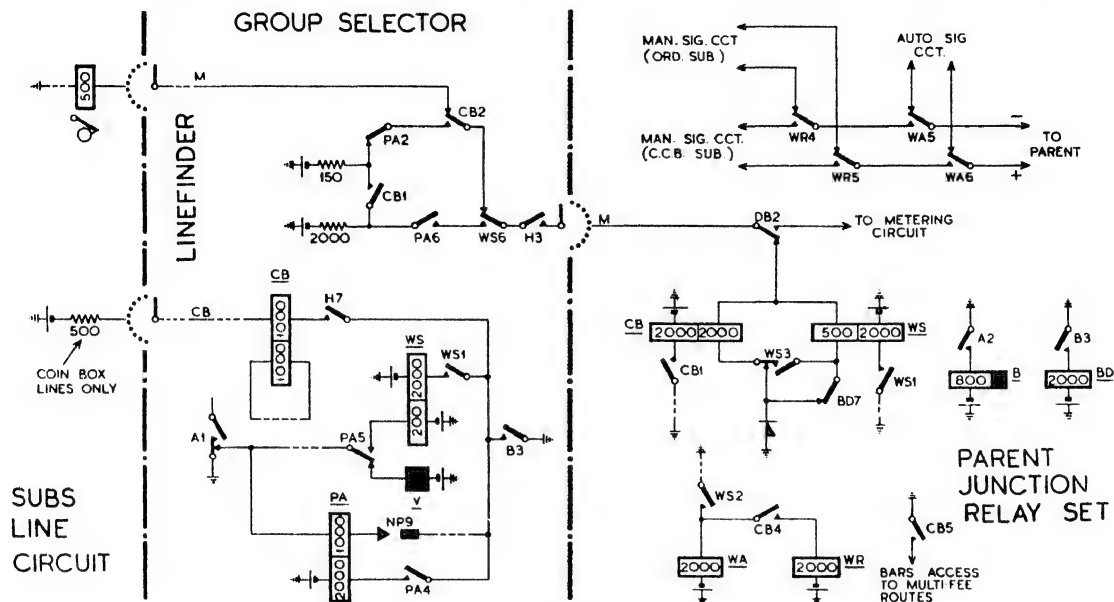 GROUP SELECTOR
500
M
LINEFINDER
CB2
PA2
150
CB1
2000
PA6
WS6
H3
M
MAN. SIG. CCT
(ORD. SUB)
AUTO SIG
CCT.
MAN. SIG. CCT.
(C.C.B. SUB.)
WR4
WA5
WR5
WA6
−
+
TO
PARENT
DB2
TO METERING
CIRCUIT
500
COIN BOX
LINES ONLY
CB
CB
1000
1000
H7
WS
2000
200
WS1
A1
PA5
V
B3
PA
1000
2000
NP9
PA4
SUBS
LINE
CIRCUIT
CB
2000
2000
500
2000
WS
CB1
WS3
BD7
WS1
A2
800
B
B3
2000
BD
WS2
CB4
2000
WA
2000
WR
CB5
BARS ACCESS
TO MULTI-FEE
ROUTES
PARENT
JUNCTION
RELAY SET